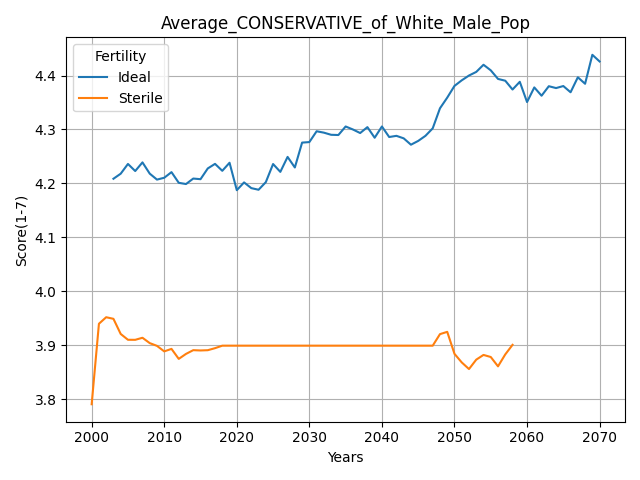 Average_CONSERVATIVE_of_White_Male_Pop
Fertility
Ideal
Sterile
Score(1-7)
4.4
4.3
4.2
4.1
4.0
3.9
3.8
2000 2010 2020 2030 2040 2050 2060 2070
Years